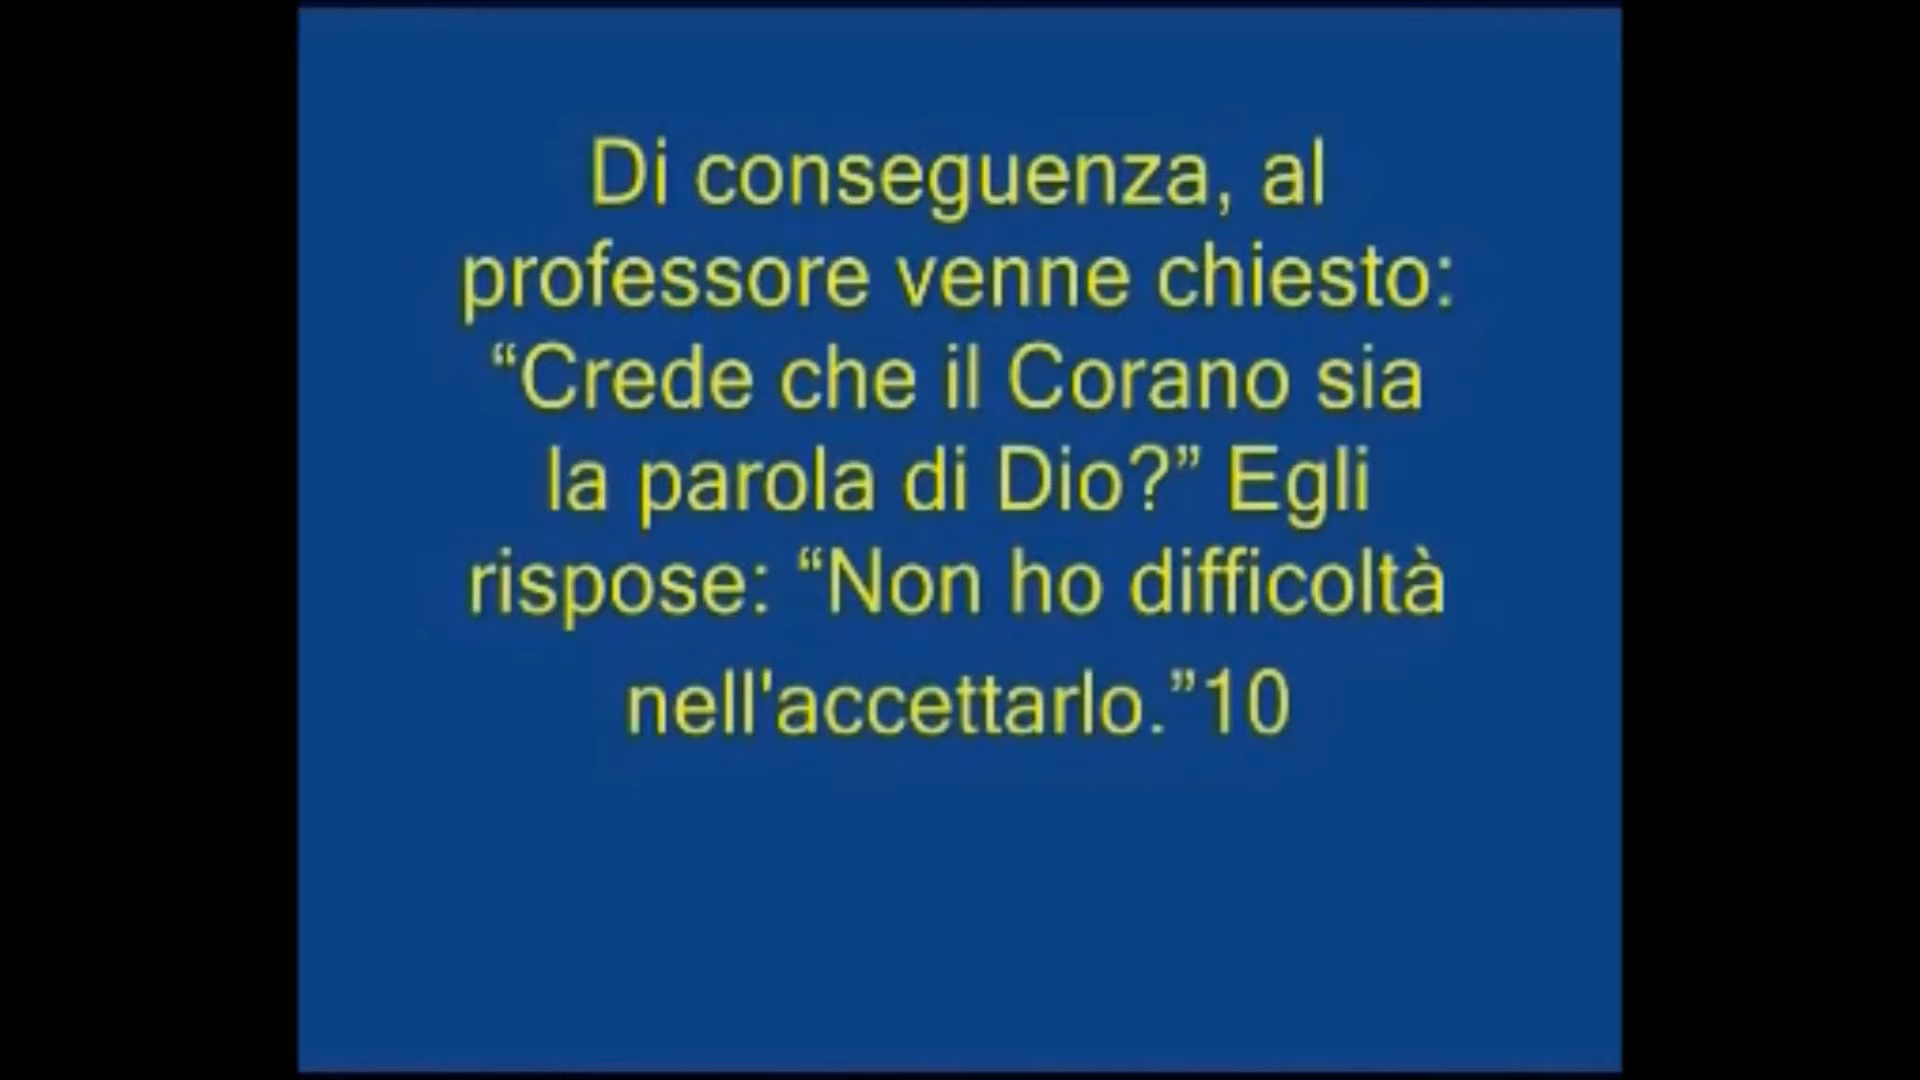 Di conseguenza, al
professore venne chiesto:
“Crede che il Corano sia
la parola di Dio?” Egli
rispose: “Non ho difficoltà
nell'accettarlo.”10